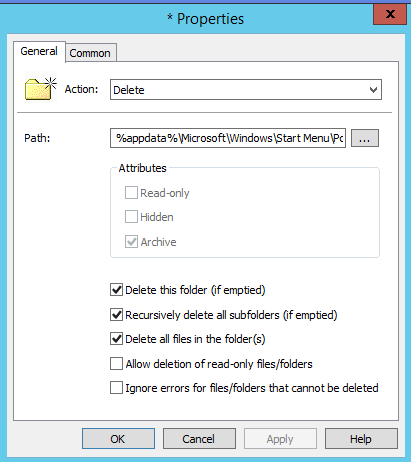 * Properties
x
General
Common
Action:
Delete
Path:
%appdata%\Microsoft\Windows\Start Menu\Po
...
Attributes
Read-only
Hidden
Archive
Delete this folder (if emptied)
Recursively delete all subfolders (if emptied)
Delete all files in the folder(s)
Allow deletion of read-only files/folders
Ignore errors for files/folders that cannot be deleted
OK
Cancel
Apply
Help